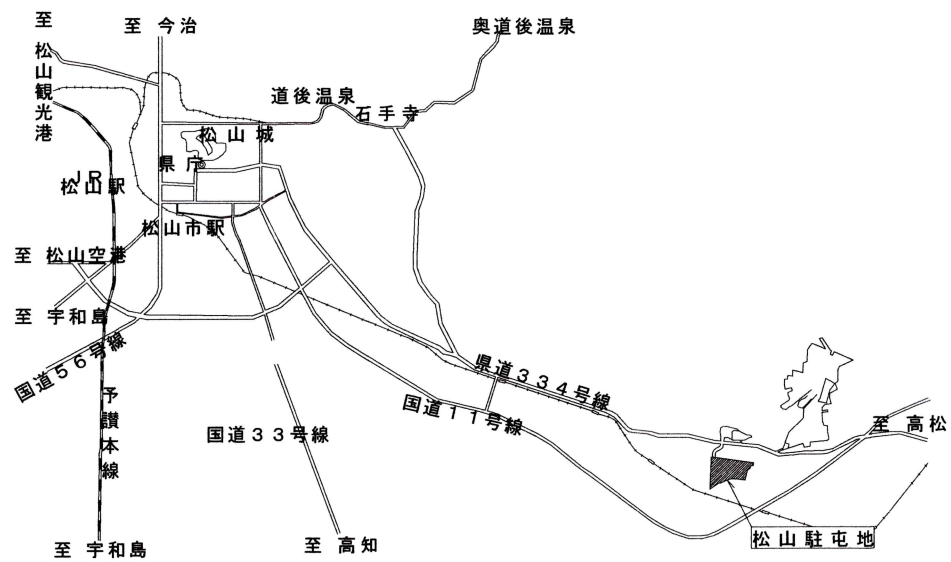 至 松山観光港
至 今治
奥道後温泉
道後温泉
石手寺
松山城
県庁
JR
松山駅
松山市駅
至 松山空港
至 宇和島
国道56号線
予讃本線
国道33号線
県道334号線
国道11号線
至 高松
至 宇和島
至 高知
松山駐屯地